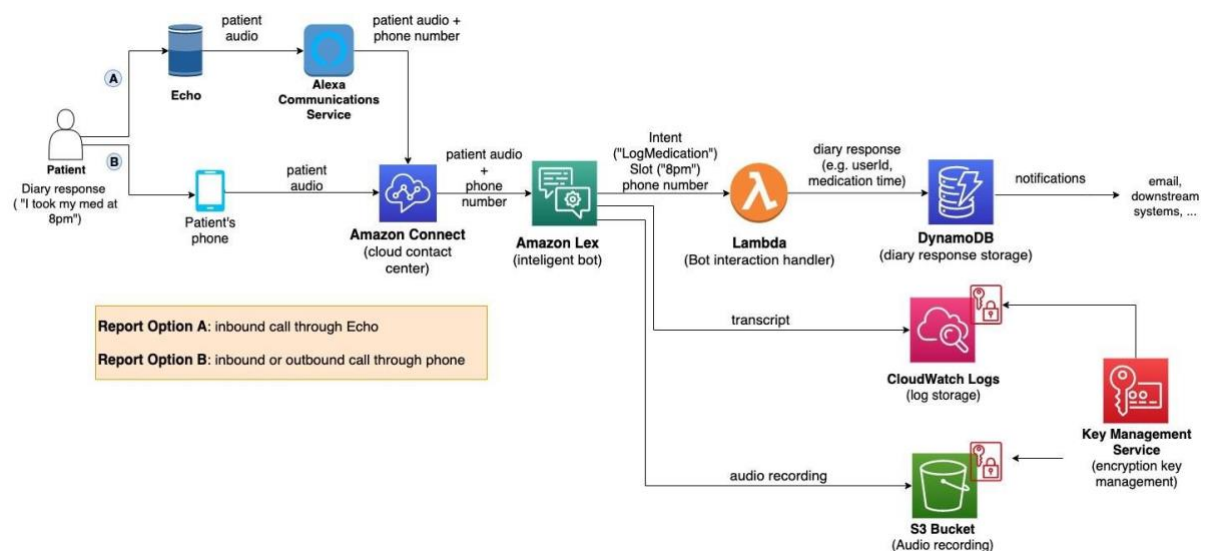 patient
audio
patient audio +
phone number
A
Echo
Alexa
Communications
Service
B
Patient
Diary response
( "I took my med at
8pm")
Patient's
phone
patient
audio
Amazon Connect
(cloud contact
center)
patient audio
+
phone
number
Amazon Lex
(inteligent bot)
Intent
("LogMedication")
Slot ("8pm")
phone number
Lambda
(Bot interaction handler)
diary response
(e.g. userId,
medication time)
DynamoDB
(diary response storage)
notifications
email,
downstream
systems, ...
Report Option A: inbound call through Echo
Report Option B: inbound or outbound call through phone
transcript
CloudWatch Logs
(log storage)
Key Management
Service
(encryption key
management)
audio recording
S3 Bucket
(Audio recording)